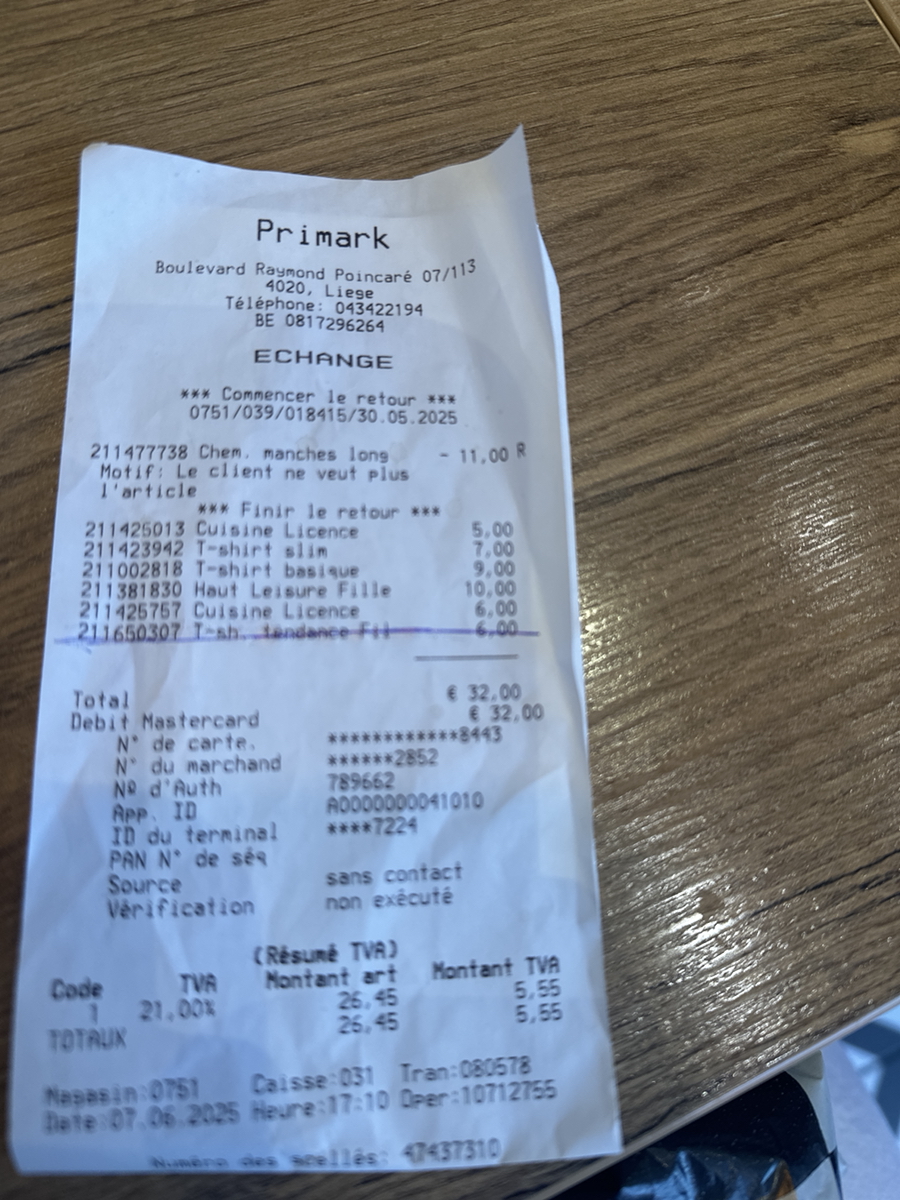 Primark
Boulevard Raymond Poincaré 07/113
4020, Liege
Téléphone: 043422194
BE 0817296264
ECHANGE
*** Commencer le retour ***
0751/039/018415/30.05.2025
211477738 Chem. manches long - 11,00 R
Motif: Le client ne veut plus
l'article
*** Finir le retour ***
211425013 Cuisine Licence 5,00
211423942 T-shirt slim 7,00
211002818 T-shirt basique 9,00
211381830 Haut Leisure Fille 10,00
211425757 Cuisine Licence 6,00
211650307 T-sh. tendance Fil 6,00
Total € 32,00
Debit Mastercard € 32,00
N° de carte. ************8443
N° du marchand ******2852
Nº d'Auth 789662
App. ID A0000000041010
ID du terminal ****7224
PAN N° de séq
Source sans contact
Vérification non exécuté
(Résumé TVA)
Code TVA Montant art Montant TVA
1 21,00% 26,45 5,55
TOTAUX 26,45 5,55
Magasin:0751 Caisse:031 Tran:080578
Date:07.06.2025 Heure:17:10 Oper:10712755
Numéro des scellés: 47437310